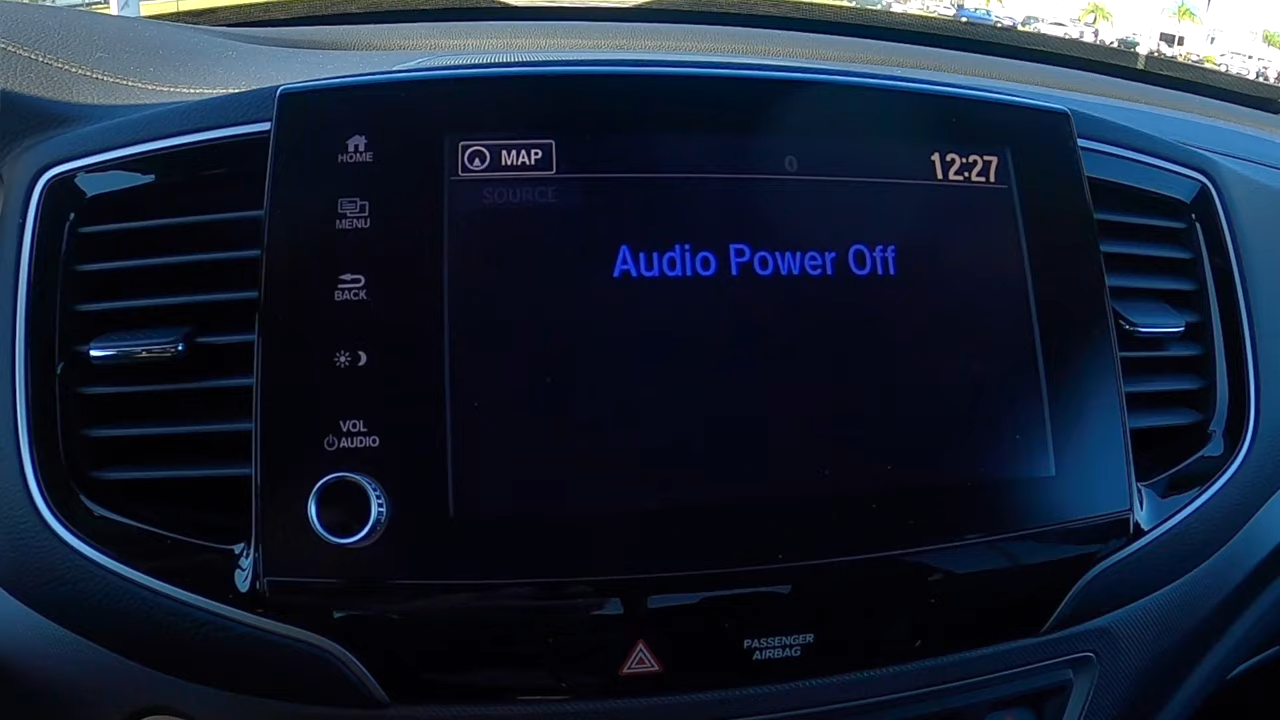 HOME
MENU
BACK
VOL
AUDIO
MAP
12:27
SOURCE
Audio Power Off
PASSENGER
AIRBAG